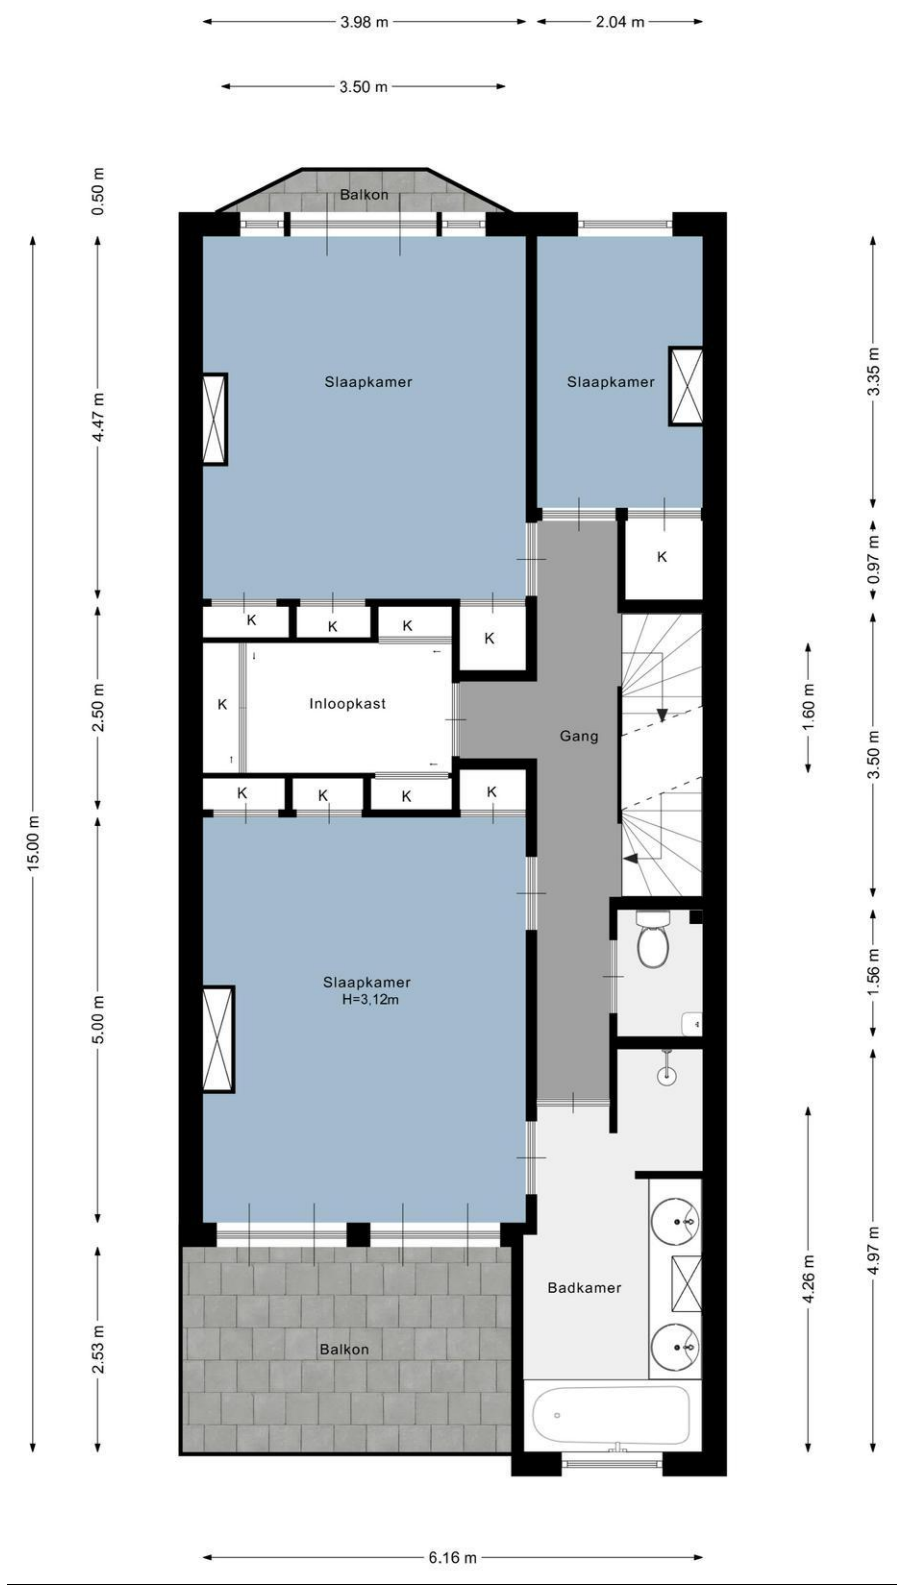 3.98 m
2.04 m
3.50 m
0.50 m
Balkon
Slaapkamer
Slaapkamer
3.35 m
4.47 m
15.00 m
0.97 m
K
K
K
K
K
Inloopkast
K
Gang
2.50 m
1.60 m
3.50 m
K
K
K
K
Slaapkamer
H=3,12m
5.00 m
1.56 m
Badkamer
4.26 m
4.97 m
Balkon
2.53 m
6.16 m